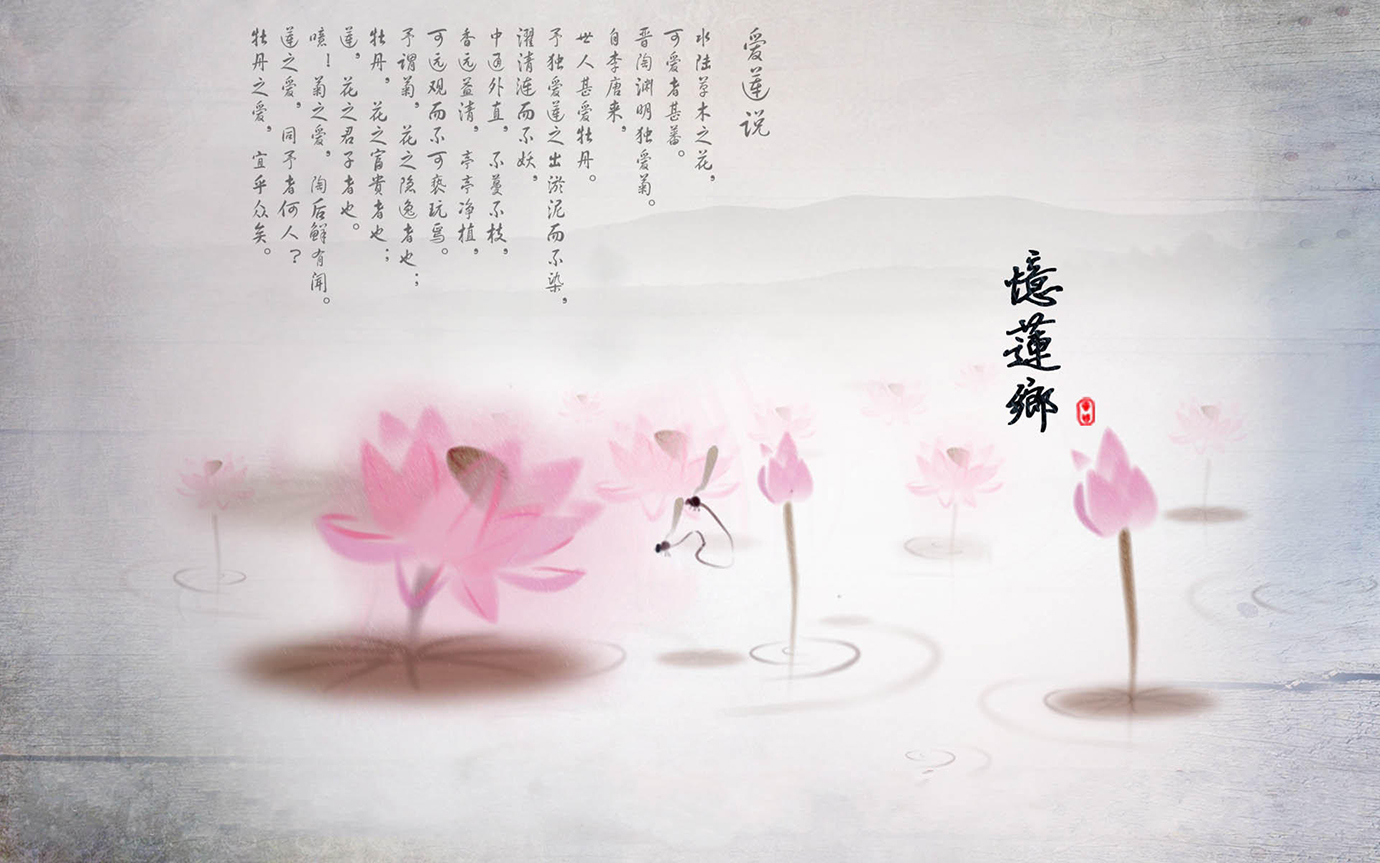 爱莲说
水陆草木之花，
可爱者甚蕃。
晋陶渊明独爱菊。
自李唐来，
世人甚爱牡丹。
予独爱莲之出淤泥而不染，
濯清涟而不妖，
中通外直，不蔓不枝，
香远益清，亭亭净植，
可远观而不可亵玩焉。
予谓菊，花之隐逸者也；
牡丹，花之富贵者也；
莲，花之君子者也。
噫！菊之爱，陶后鲜有闻。
莲之爱，同予者何人？
牡丹之爱，宜乎众矣。
憶蓮鄉